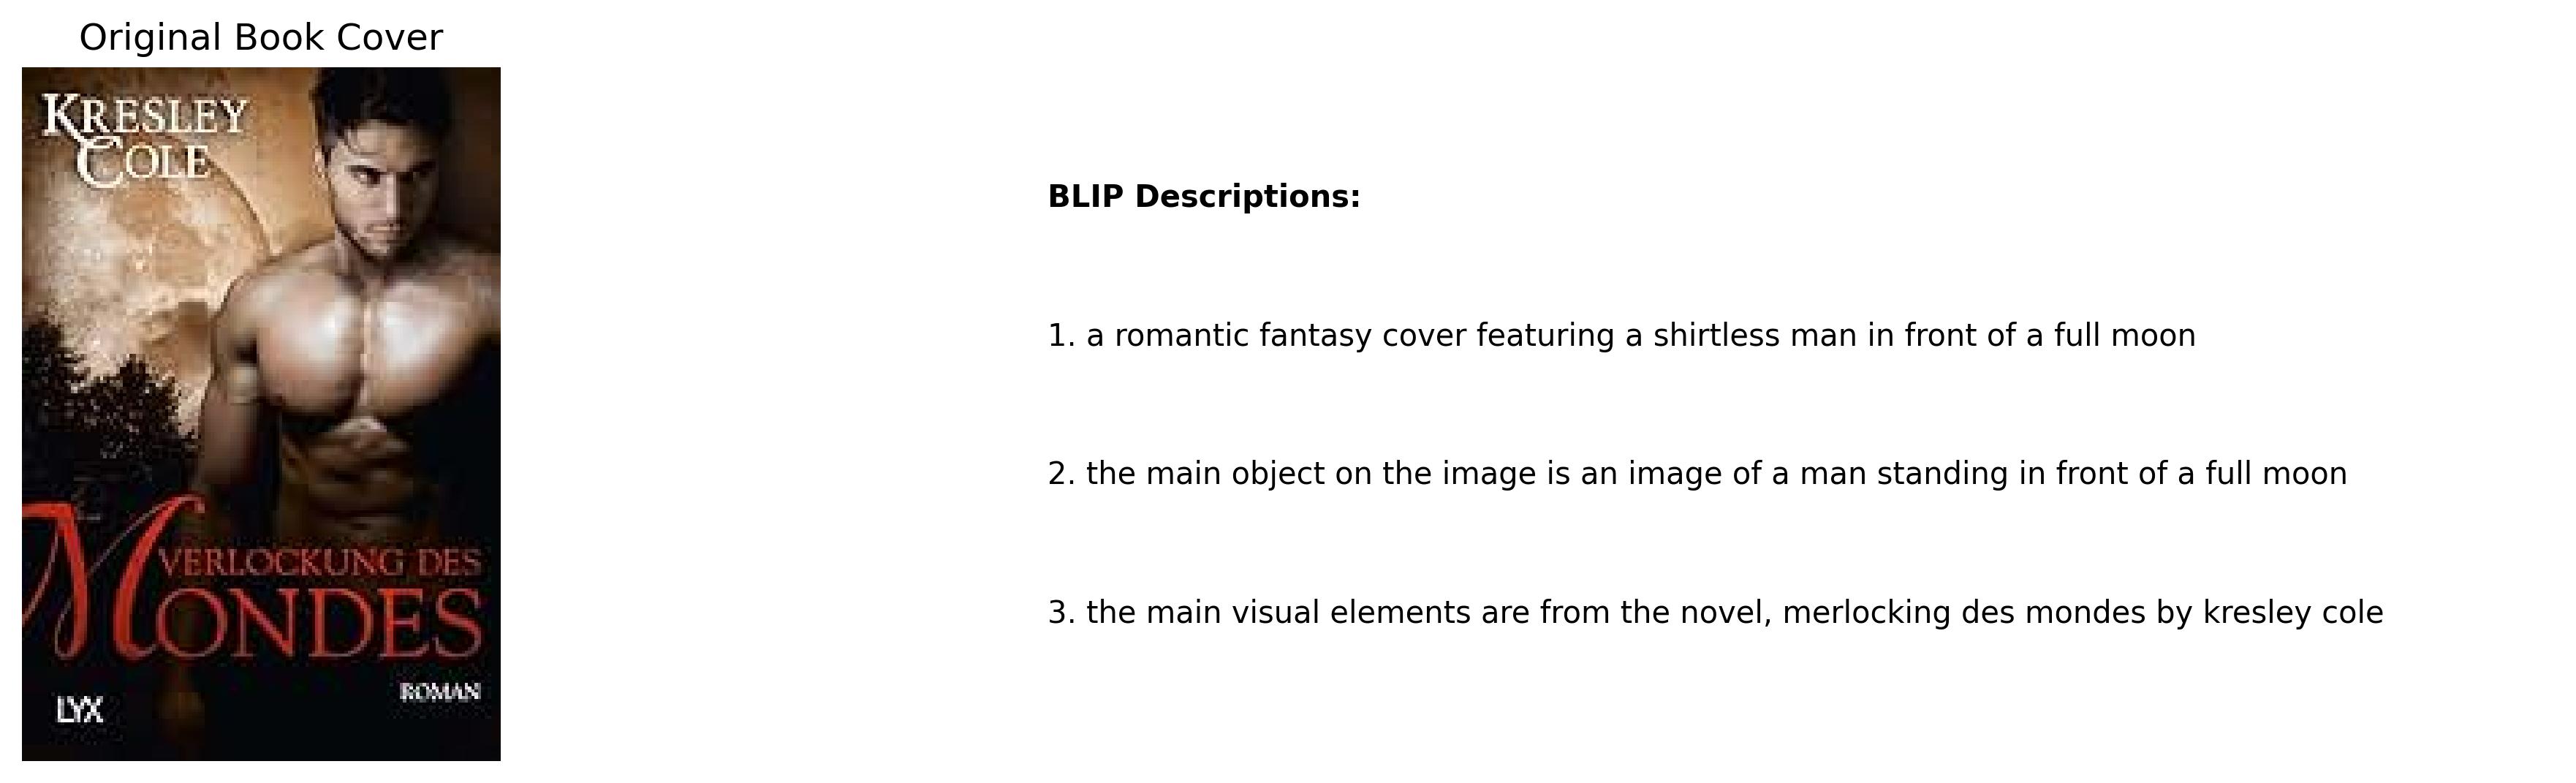 Original Book Cover
KRESLEY
COLE
VERLOCKUNG DES
MONDES
ROMAN
LYX
BLIP Descriptions:
1. a romantic fantasy cover featuring a shirtless man in front of a full moon
2. the main object on the image is an image of a man standing in front of a full moon
3. the main visual elements are from the novel, merlocking des mondes by kresley cole